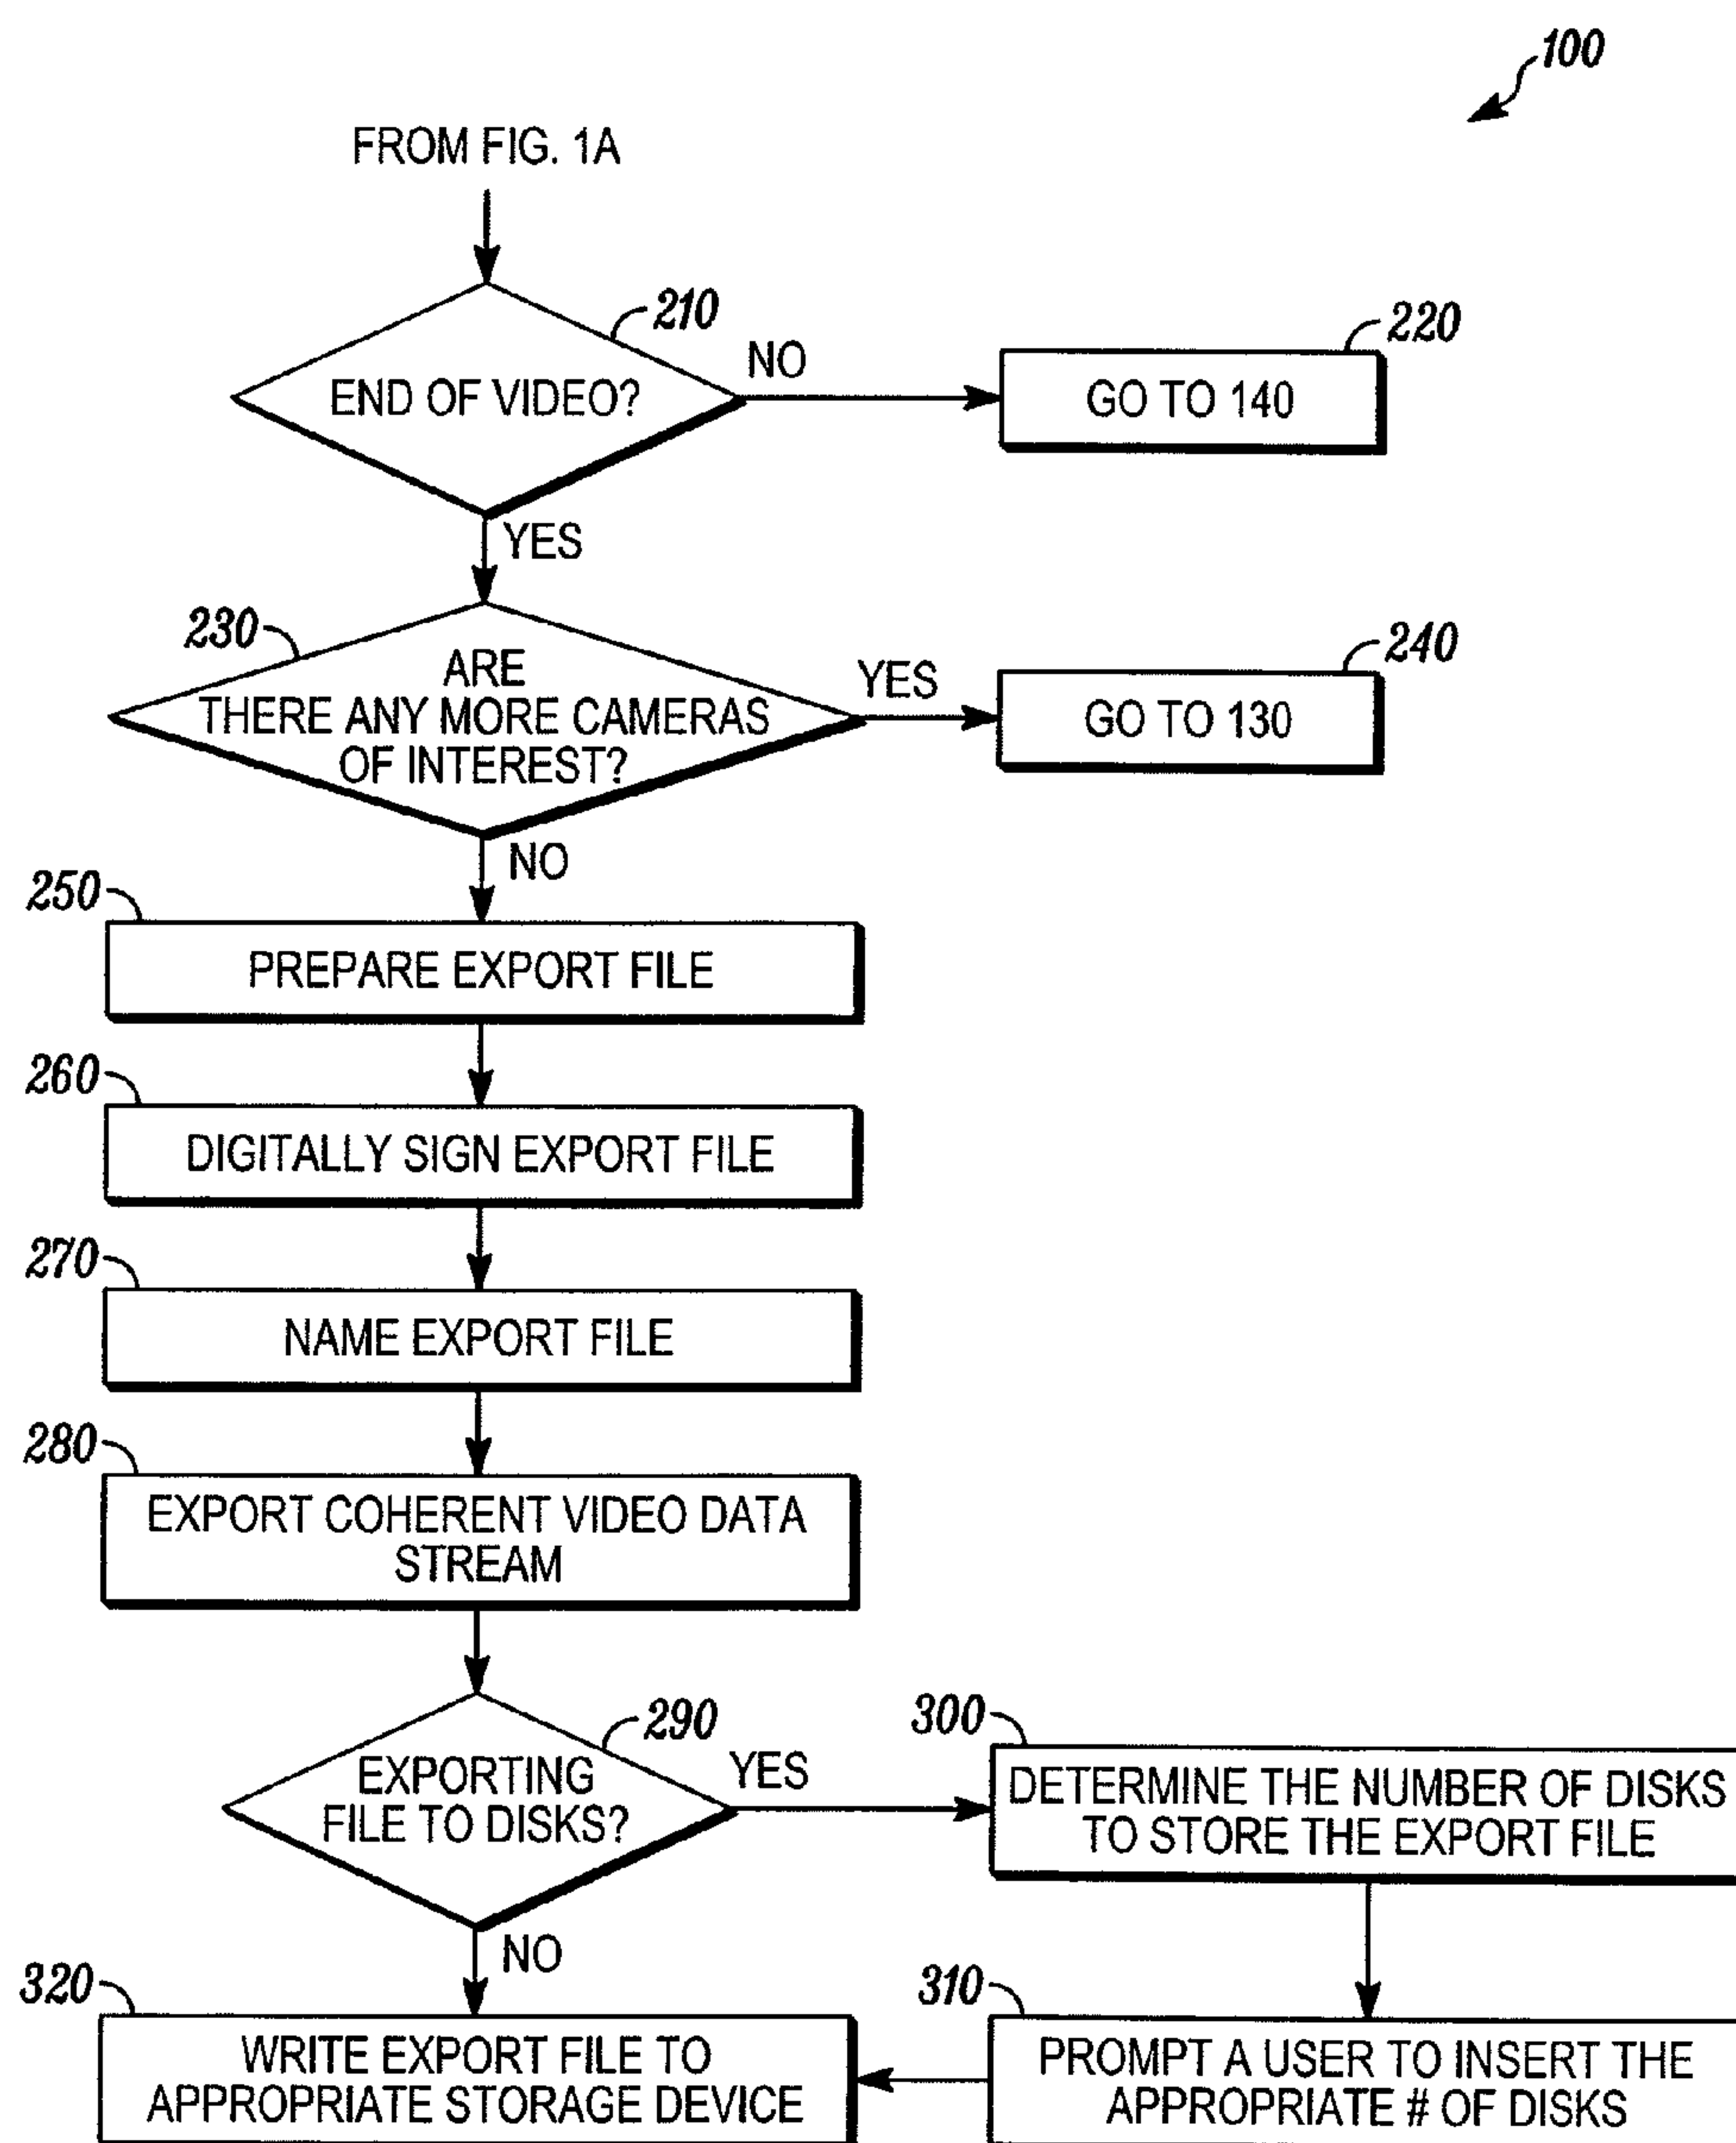 100
FROM FIG. 1A
210
END OF VIDEO?
NO
220
GO TO 140
YES
230
ARE
THERE ANY MORE CAMERAS
OF INTEREST?
YES
240
GO TO 130
NO
250
PREPARE EXPORT FILE
260
DIGITALLY SIGN EXPORT FILE
270
NAME EXPORT FILE
280
EXPORT COHERENT VIDEO DATA
STREAM
290
EXPORTING
FILE TO DISKS?
YES
300
DETERMINE THE NUMBER OF DISKS
TO STORE THE EXPORT FILE
NO
310
PROMPT A USER TO INSERT THE
APPROPRIATE # OF DISKS
320
WRITE EXPORT FILE TO
APPROPRIATE STORAGE DEVICE